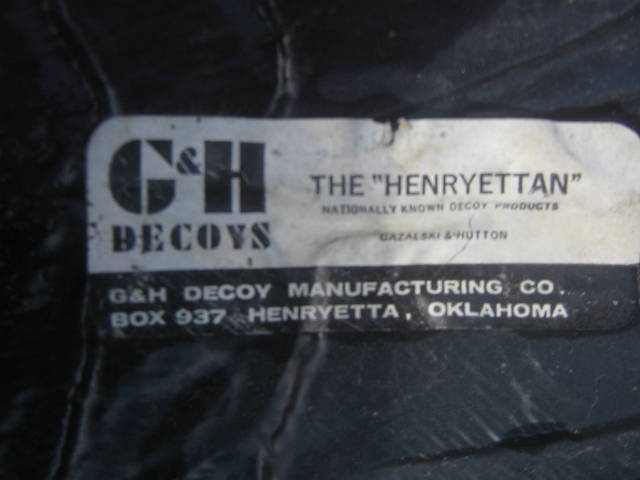 G&H
DECOYS
THE "HENRYETTAN"
NATIONALLY KNOWN DECOY PRODUCTS
GAZALSKI & HUTTON
G&H DECOY MANUFACTURING CO.
BOX 937, HENRYETTA, OKLAHOMA